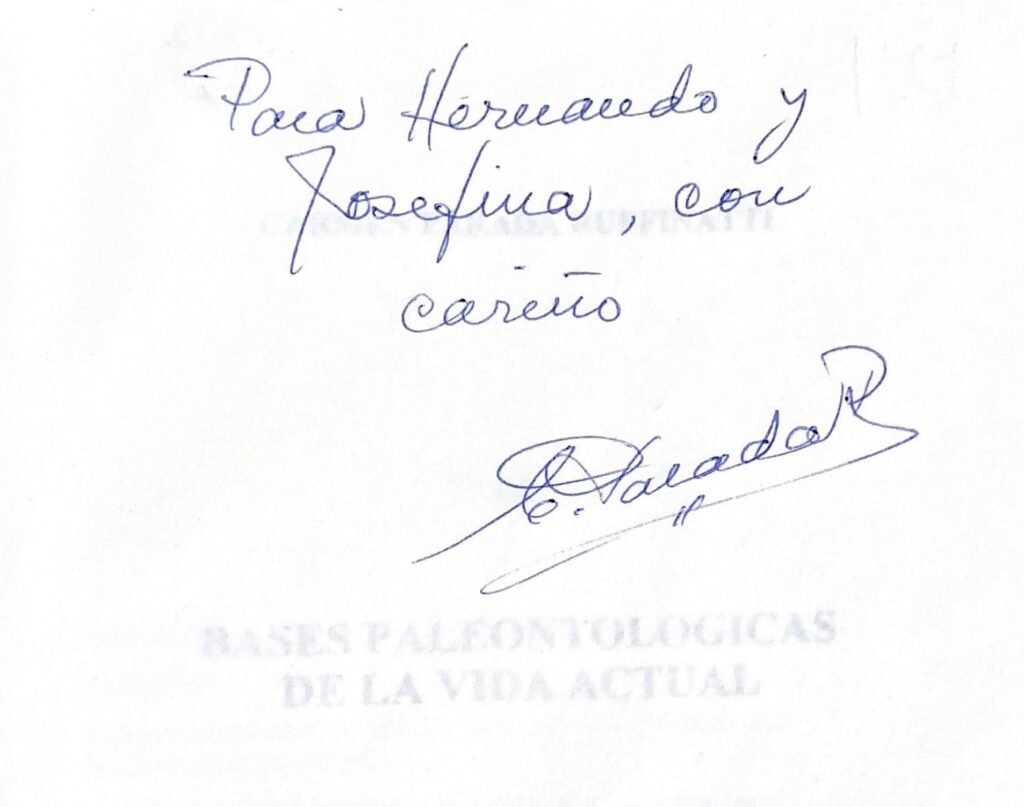 Para Hernando y
Josefina, con
CARMEN PARADA RUFFINATTI
cariño
C. Parada R
BASES PALEONTOLOGICAS
DE LA VIDA ACTUAL